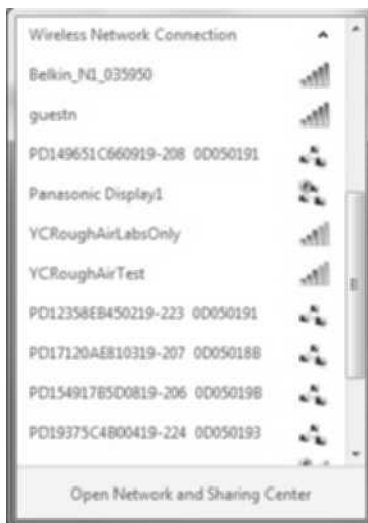 Wireless Network Connection
Belkin_N1_035950
guestn
PD149651C660919-208 0D050191
Panasonic Display1
YCRoughAirLabsOnly
YCRoughAirTest
PD12358EB450219-223 0D050191
PD17120AE810319-207 0D05018B
PD154917B5D0819-206 0D05019B
PD19375C4B00419-224 0D050193
Open Network and Sharing Center